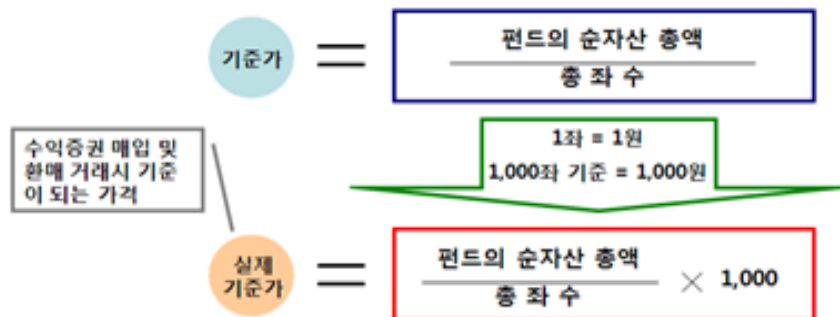 기준가
=
펀드의 순자산 총액
총 좌 수
수익증권 매입 및
환매 거래시 기준
이 되는 가격
1좌 = 1원
1,000좌 기준 = 1,000원
실제
기준가
=
펀드의 순자산 총액
총 좌 수
× 1,000